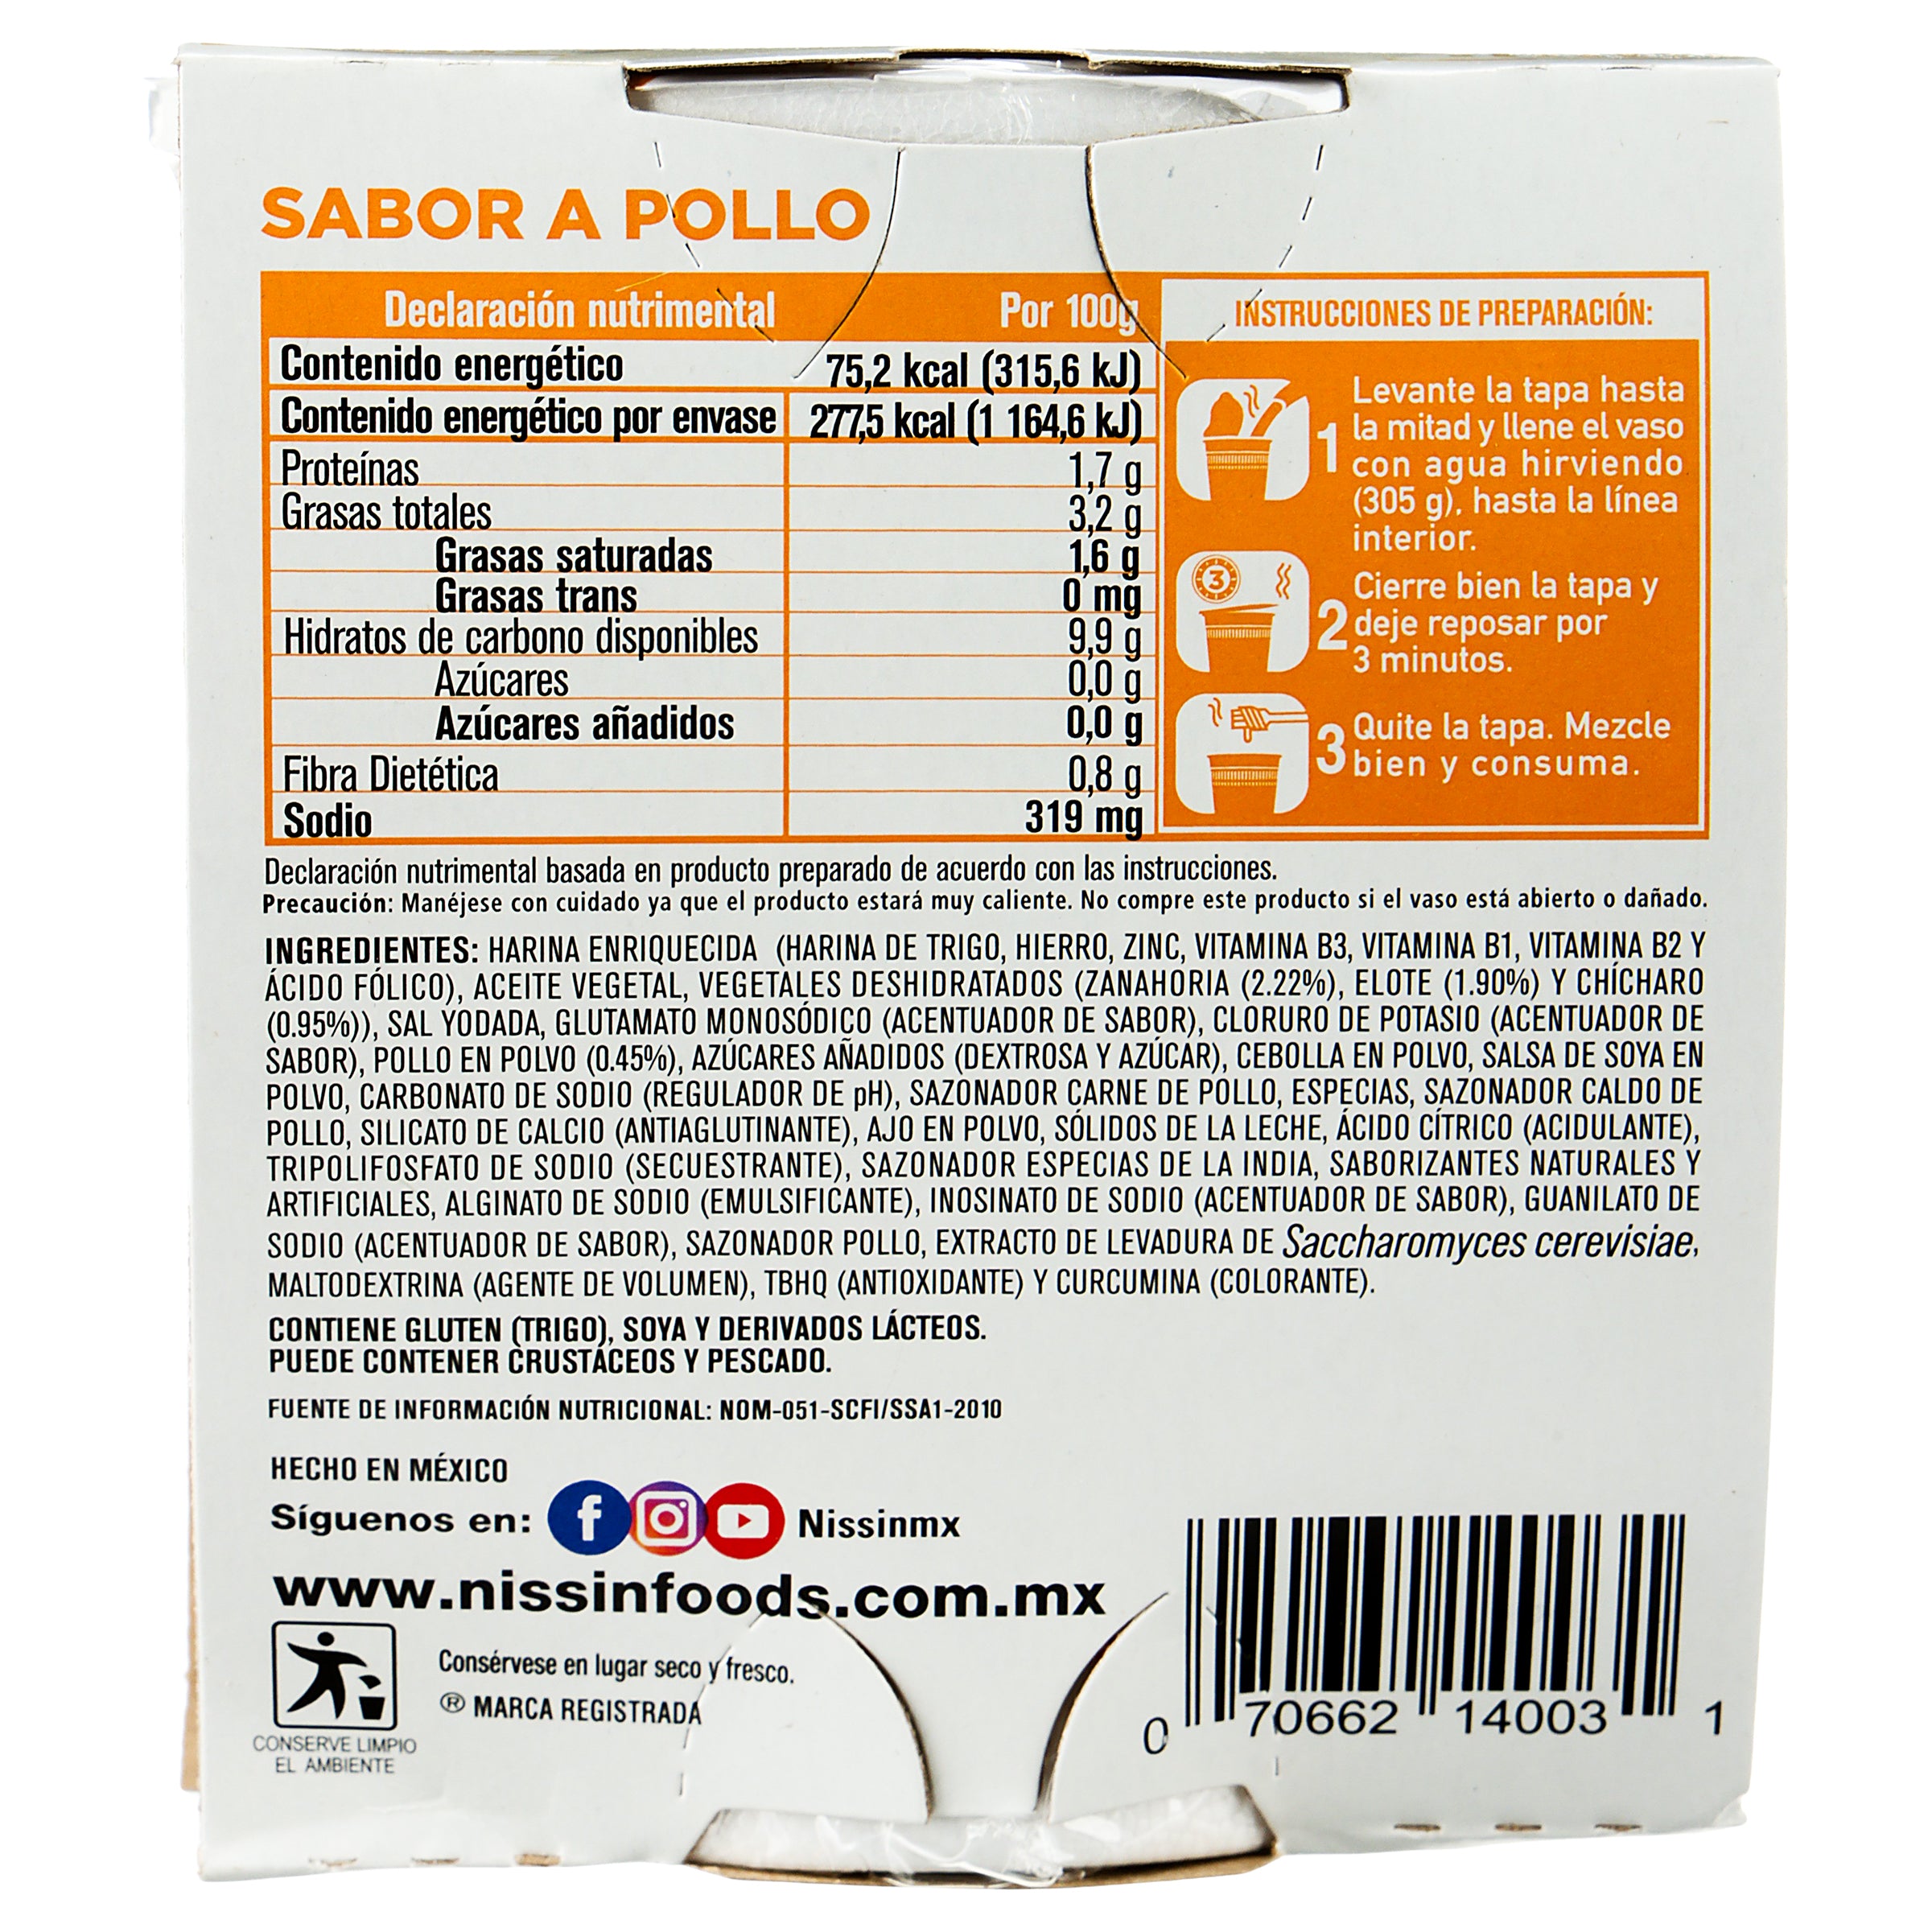 SABOR A POLLO
Declaración nutrimental Por 100g
Contenido energético 75,2 kcal (315,6 kJ)
Contenido energético por envase 277,5 kcal (1 164,6 kJ)
Proteínas 1,7 g
Grasas totales 3,2 g
Grasas saturadas 1,6 g
Grasas trans 0 mg
Hidratos de carbono disponibles 9,9 g
Azúcares 0,0 g
Azúcares añadidos 0,0 g
Fibra Dietética 0,8 g
Sodio 319 mg
INSTRUCCIONES DE PREPARACIÓN:
1 Levante la tapa hasta
la mitad y llene el vaso
con agua hirviendo
(305 g), hasta la línea
interior.
3
2 Cierre bien la tapa y
deje reposar por
3 minutos.
3 Quite la tapa. Mezcle
bien y consuma.
Declaración nutrimental basada en producto preparado de acuerdo con las instrucciones.
Precaución: Manéjese con cuidado ya que el producto estará muy caliente. No compre este producto si el vaso está abierto o dañado.
INGREDIENTES: HARINA ENRIQUECIDA (HARINA DE TRIGO, HIERRO, ZINC, VITAMINA B3, VITAMINA B1, VITAMINA B2 Y
ÁCIDO FÓLICO), ACEITE VEGETAL, VEGETALES DESHIDRATADOS (ZANAHORIA (2.22%), ELOTE (1.90%) Y CHÍCHARO
(0.95%)), SAL YODADA, GLUTAMATO MONOSÓDICO (ACENTUADOR DE SABOR), CLORURO DE POTASIO (ACENTUADOR DE
SABOR), POLLO EN POLVO (0.45%), AZÚCARES AÑADIDOS (DEXTROSA Y AZÚCAR), CEBOLLA EN POLVO, SALSA DE SOYA EN
POLVO, CARBONATO DE SODIO (REGULADOR DE pH), SAZONADOR CARNE DE POLLO, ESPECIAS, SAZONADOR CALDO DE
POLLO, SILICATO DE CALCIO (ANTIAGLUTINANTE), AJO EN POLVO, SÓLIDOS DE LA LECHE, ÁCIDO CÍTRICO (ACIDULANTE),
TRIPOLIFOSFATO DE SODIO (SECUESTRANTE), SAZONADOR ESPECIAS DE LA INDIA, SABORIZANTES NATURALES Y
ARTIFICIALES, ALGINATO DE SODIO (EMULSIFICANTE), INOSINATO DE SODIO (ACENTUADOR DE SABOR), GUANILATO DE
SODIO (ACENTUADOR DE SABOR), SAZONADOR POLLO, EXTRACTO DE LEVADURA DE Saccharomyces cerevisiae,
MALTODEXTRINA (AGENTE DE VOLUMEN), TBHQ (ANTIOXIDANTE) Y CURCUMINA (COLORANTE).
CONTIENE GLUTEN (TRIGO), SOYA Y DERIVADOS LÁCTEOS.
PUEDE CONTENER CRUSTÁCEOS Y PESCADO.
FUENTE DE INFORMACIÓN NUTRICIONAL: NOM-051-SCFI/SSA1-2010
HECHO EN MÉXICO
Síguenos en: f Nissinmx
www.nissinfoods.com.mx
Consérvese en lugar seco y fresco.
® MARCA REGISTRADA
CONSERVE LIMPIO
EL AMBIENTE
0 70662 14003 1